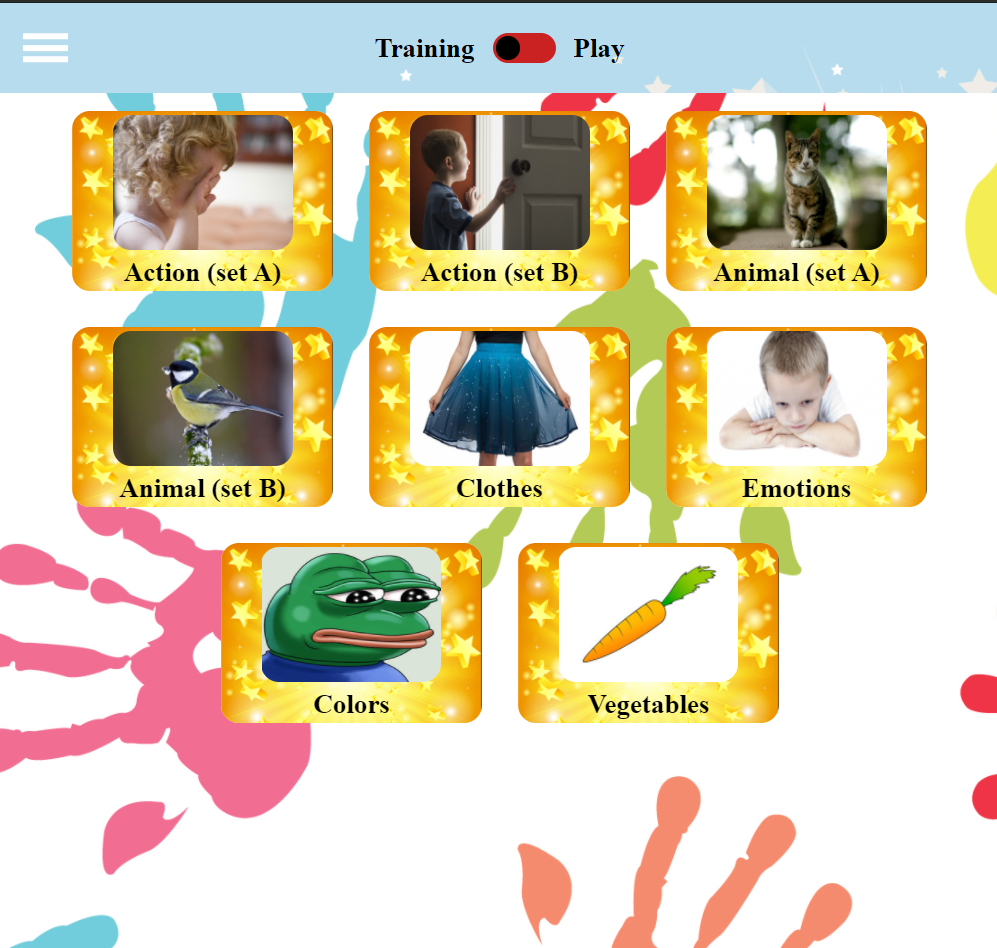 Training Play
Action (set A)
Action (set B)
Animal (set A)
Animal (set B)
Clothes
Emotions
Colors
Vegetables